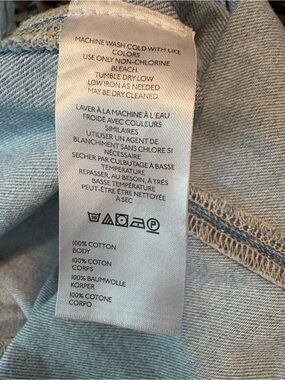 MACHINE WASH COLD WITH LIKE
COLORS
USE ONLY NON-CHLORINE
BLEACH
TUMBLE DRY LOW
LOW IRON AS NEEDED
MAY BE DRY CLEANED
LAVER À LA MACHINE À L'EAU
FROIDE AVEC COULEURS
SIMILAIRES
UTILISER UN AGENT DE
BLANCHIMENT SANS CHLORE SI
NÉCESSAIRE
SECHER PAR CULBUTAGE À BASSE
TEMPERATURE
REPASSER, AU BESOIN, À TRÈS
BASSE TEMPÉRATURE
PEUT-ÊTRE ÊTRE NETTOYÉE
À SEC
P
100% COTTON
BODY
100% COTON
CORPS
100% BAUMWOLLE
KÖRPER
100% COTONE
CORPO